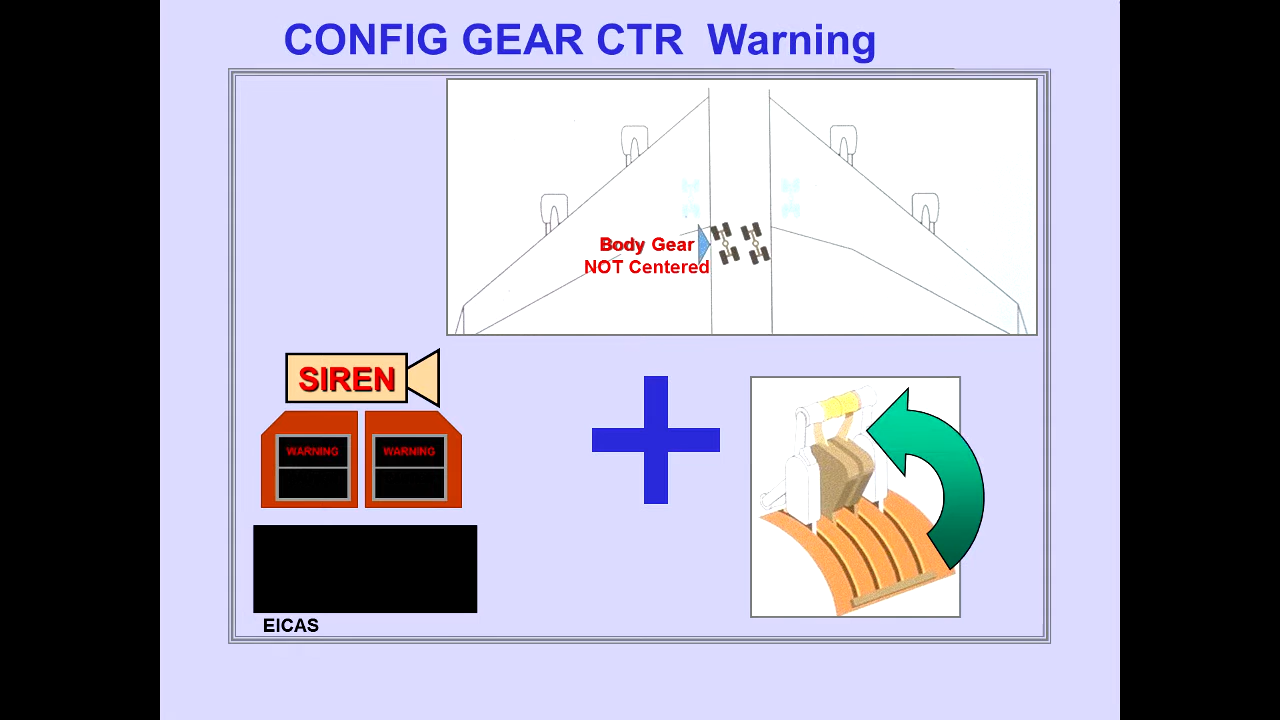 CONFIG GEAR CTR  Warning
Body Gear
NOT Centered
SIREN
WARNING
WARNING
EICAS